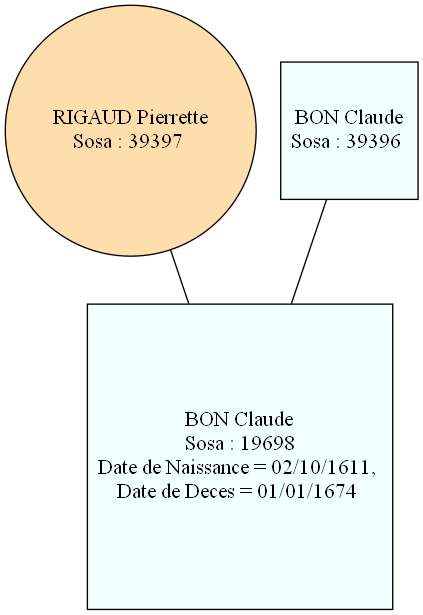 RIGAUD Pierrette
Sosa : 39397
BON Claude
Sosa : 39396
BON Claude
Sosa : 19698
Date de Naissance = 02/10/1611,
Date de Deces = 01/01/1674